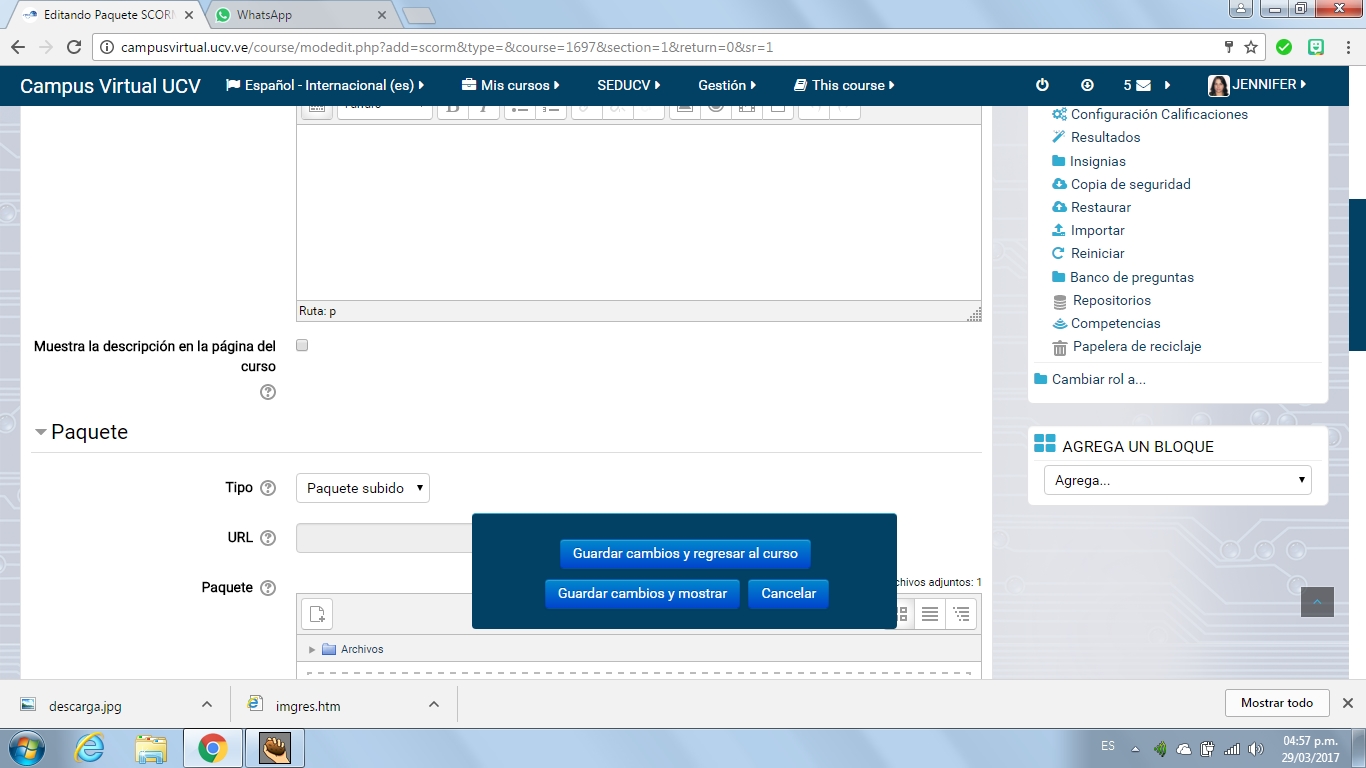 Editando Paquete SCORM
WhatsApp
campusvirtual.ucv.ve/course/modedit.php?add=scorm&type=&course=1697&section=1&return=0&sr=1
Campus Virtual UCV
Español - Internacional (es)
Mis cursos
SEDUCV
Gestión
This course
5
JENNIFER
Ruta: p
Muestra la descripción en la página del
curso
Paquete
Tipo
Paquete subido
URL
Guardar cambios y regresar al curso
Guardar cambios y mostrar
Cancelar
Paquete
chivos adjuntos: 1
Archivos
Configuración Calificaciones
Resultados
Insignias
Copia de seguridad
Restaurar
Importar
Reiniciar
Banco de preguntas
Repositorios
Competencias
Papelera de reciclaje
Cambiar rol a...
AGREGA UN BLOQUE
Agrega...
descarga.jpg
imgres.htm
Mostrar todo
ES
04:57 p.m.
29/03/2017